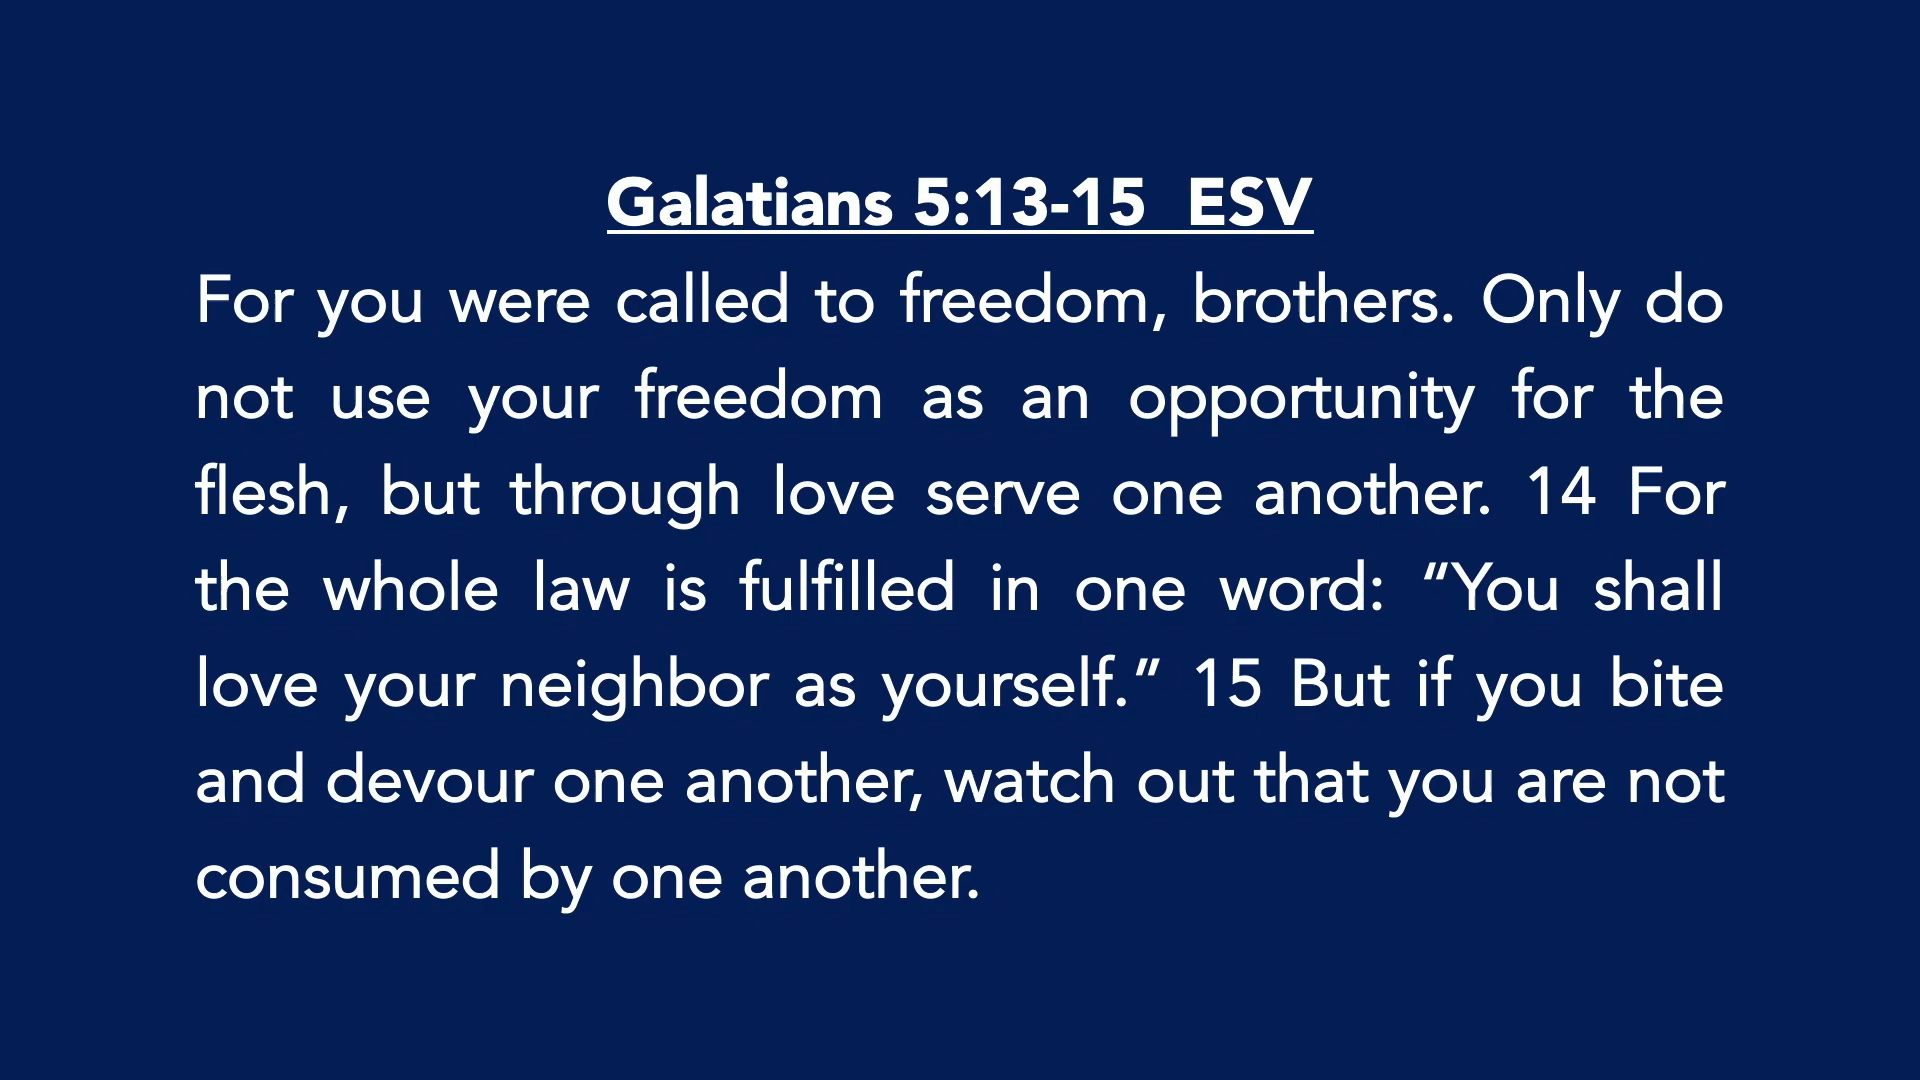 Galatians 5:13-15  ESV
For you were called to freedom, brothers. Only do
not use your freedom as an opportunity for the
flesh, but through love serve one another. 14 For
the whole law is fulfilled in one word: “You shall
love your neighbor as yourself.” 15 But if you bite
and devour one another, watch out that you are not
consumed by one another.